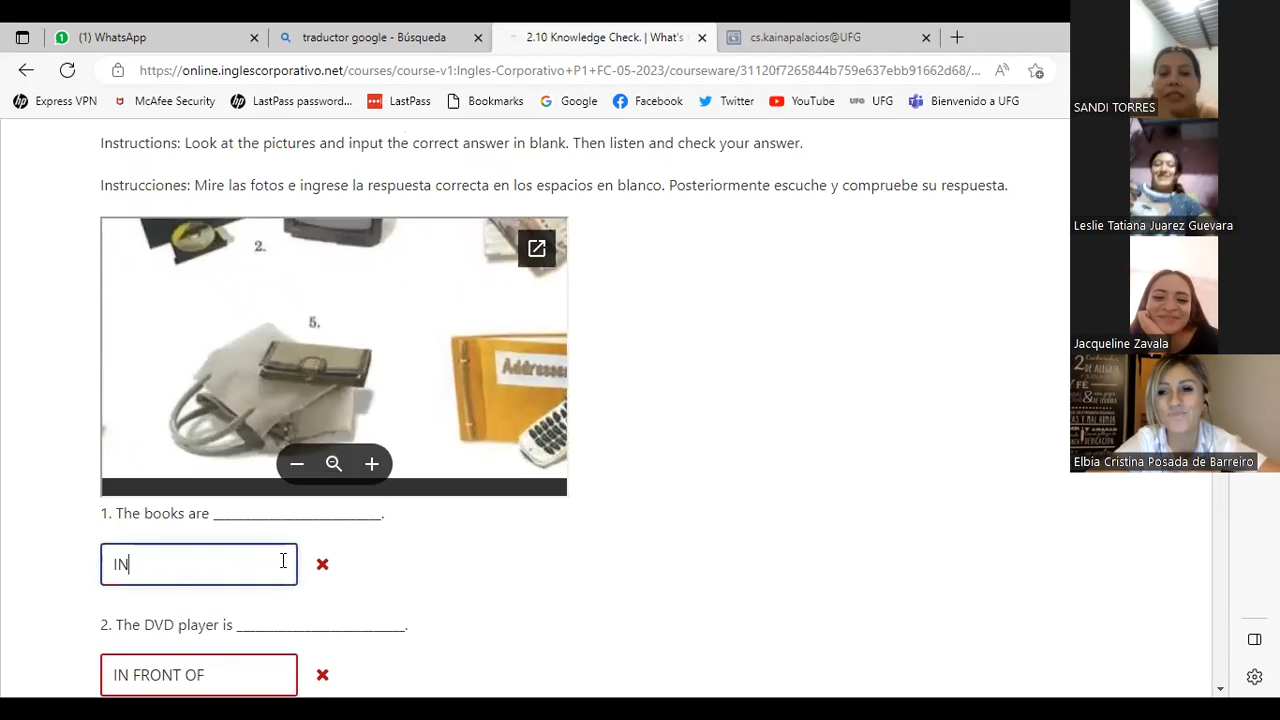 (1) WhatsApp
traductor google - Búsqueda
2.10 Knowledge Check. | What's
cs.kainapalacios@UFG
https://online.inglescorporativo.net/courses/course-v1:Ingles-Corporativo+P1+FC-05-2023/courseware/31120f7265844b759e637ebb91662d68/...
Express VPN
McAfee Security
LastPass password...
LastPass
Bookmarks
Google
Facebook
Twitter
YouTube
UFG
UFG
Bienvenido a UFG
Instructions: Look at the pictures and input the correct answer in blank. Then listen and check your answer.
Instrucciones: Mire las fotos e ingrese la respuesta correcta en los espacios en blanco. Posteriormente escuche y compruebe su respuesta.
2.
5.
Addresses
1. The books are ___________________________.
IN
2. The DVD player is ___________________________.
IN FRONT OF
SANDI TORRES
Leslie Tatiana Juarez Guevara
Jacqueline Zavala
Elbia Cristina Posada de Barreiro